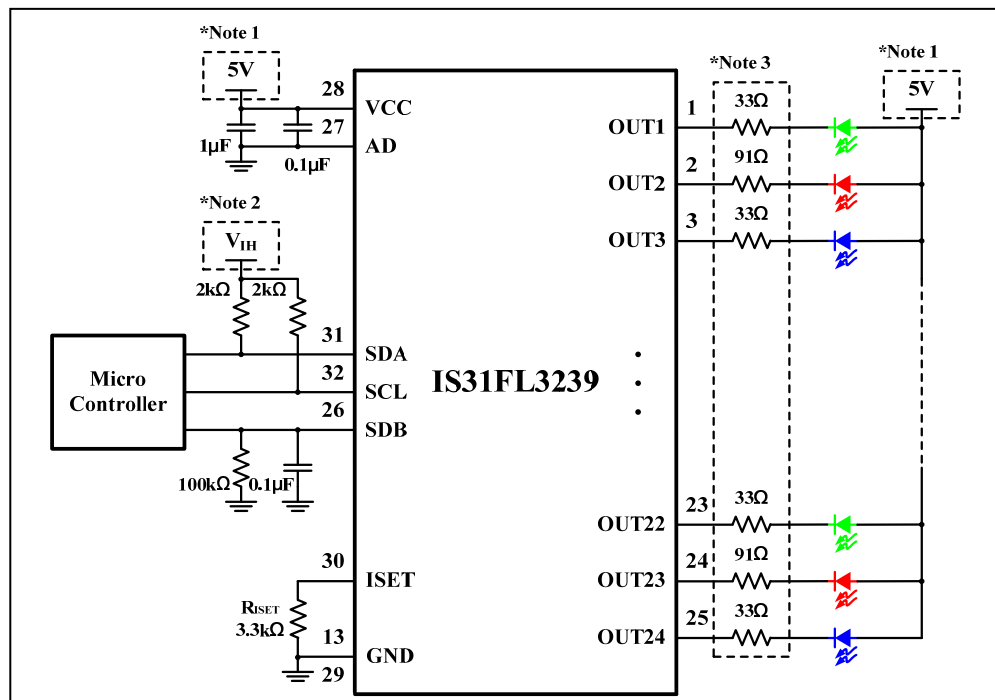 *Note 1
5V
28
VCC
27
AD
1μF
0.1μF
*Note 2
VIH
2kΩ 2kΩ
31
SDA
32
SCL
26
SDB
Micro
Controller
100kΩ
0.1μF
30
ISET
RISET
3.3kΩ
13
GND
29
IS31FL3239
*Note 3
*Note 1
5V
OUT1
1
33Ω
OUT2
2
91Ω
OUT3
3
33Ω
OUT22
23
33Ω
OUT23
24
91Ω
OUT24
25
33Ω